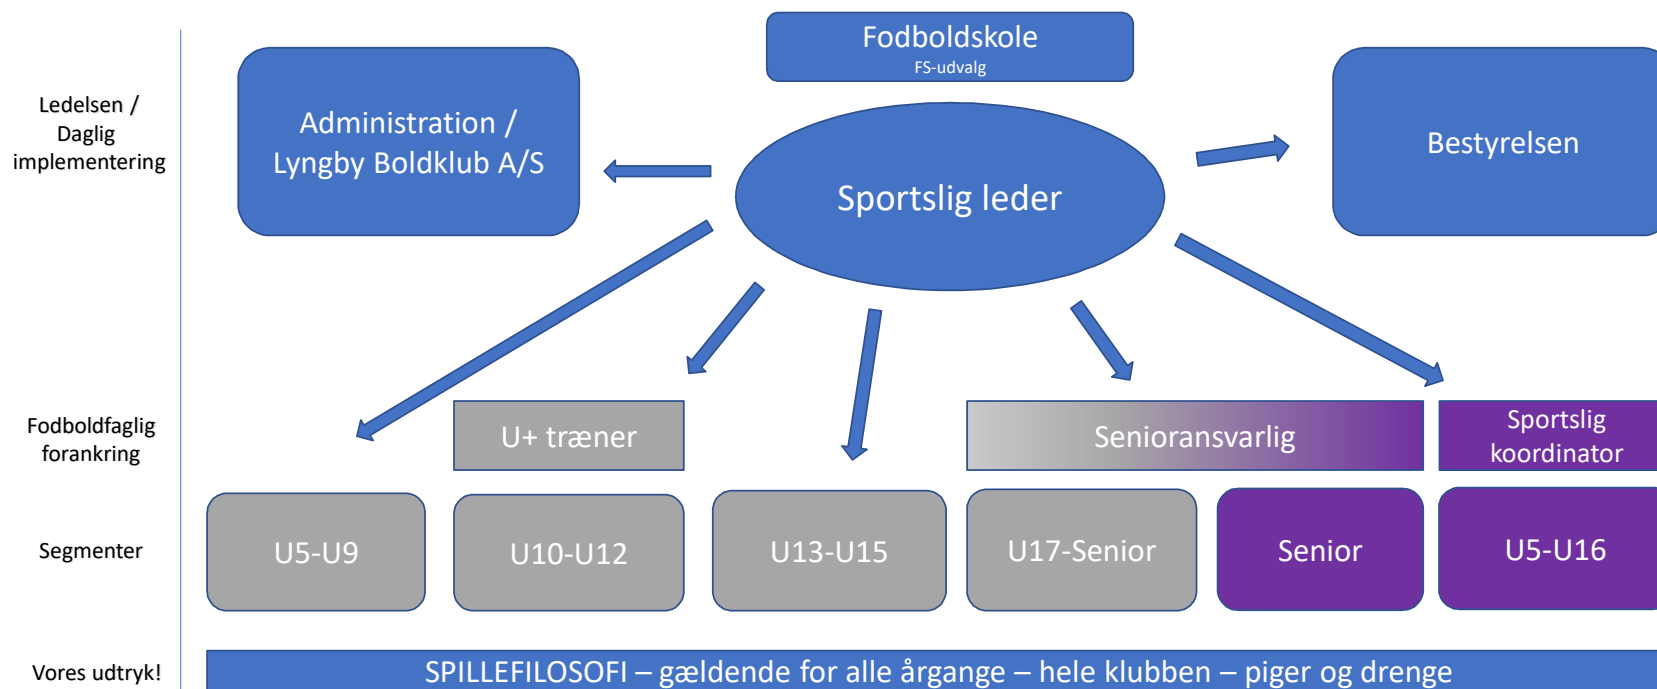 Fodboldskole
FS-udvalg
Ledelsen /
Daglig
implementering
Administration /
Lyngby Boldklub A/S
Sportslig leder
Bestyrelsen
Fodboldfaglig
forankring
U+ træner
Senioransvarlig
Sportslig
koordinator
Segmenter
U5-U9
U10-U12
U13-U15
U17-Senior
Senior
U5-U16
Vores udtryk!
SPILLEFILOSOFI – gældende for alle årgange – hele klubben – piger og drenge